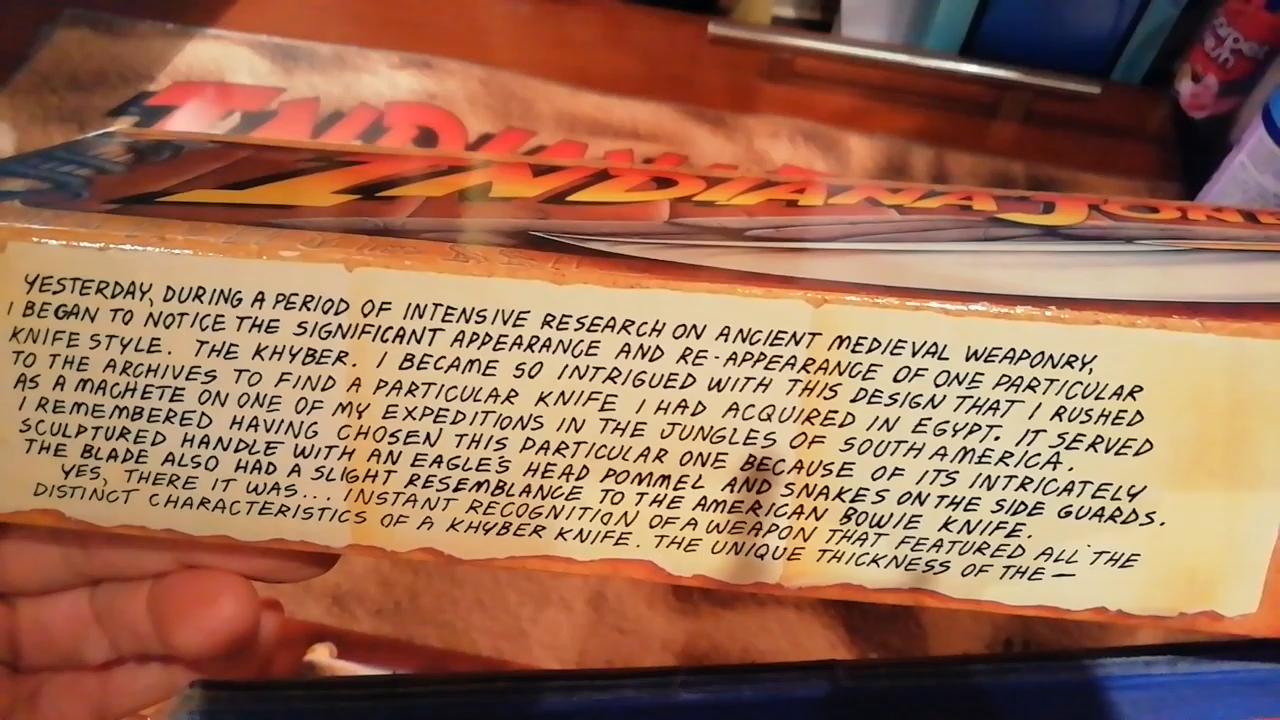 INDIANA J
INDIANA JONE
YESTERDAY, DURING A PERIOD OF INTENSIVE RESEARCH ON ANCIENT MEDIEVAL WEAPONRY,
I BEGAN TO NOTICE THE SIGNIFICANT APPEARANCE AND RE-APPEARANCE OF ONE PARTICULAR
KNIFE STYLE. THE KHYBER. I BECAME SO INTRIGUED WITH THIS DESIGN THAT I RUSHED
TO THE ARCHIVES TO FIND A PARTICULAR KNIFE I HAD ACQUIRED IN EGYPT. IT SERVED
AS A MACHETE ON ONE OF MY EXPEDITIONS IN THE JUNGLES OF SOUTH AMERICA.
I REMEMBERED HAVING CHOSEN THIS PARTICULAR ONE BECAUSE OF ITS INTRICATELY
SCULPTURED HANDLE WITH AN EAGLE'S HEAD POMMEL AND SNAKES ON THE SIDE GUARDS.
THE BLADE ALSO HAD A SLIGHT RESEMBLANCE TO THE AMERICAN BOWIE KNIFE.
YES, THERE IT WAS... INSTANT RECOGNITION OF A WEAPON THAT FEATURED ALL THE
DISTINCT CHARACTERISTICS OF A KHYBER KNIFE. THE UNIQUE THICKNESS OF THE—